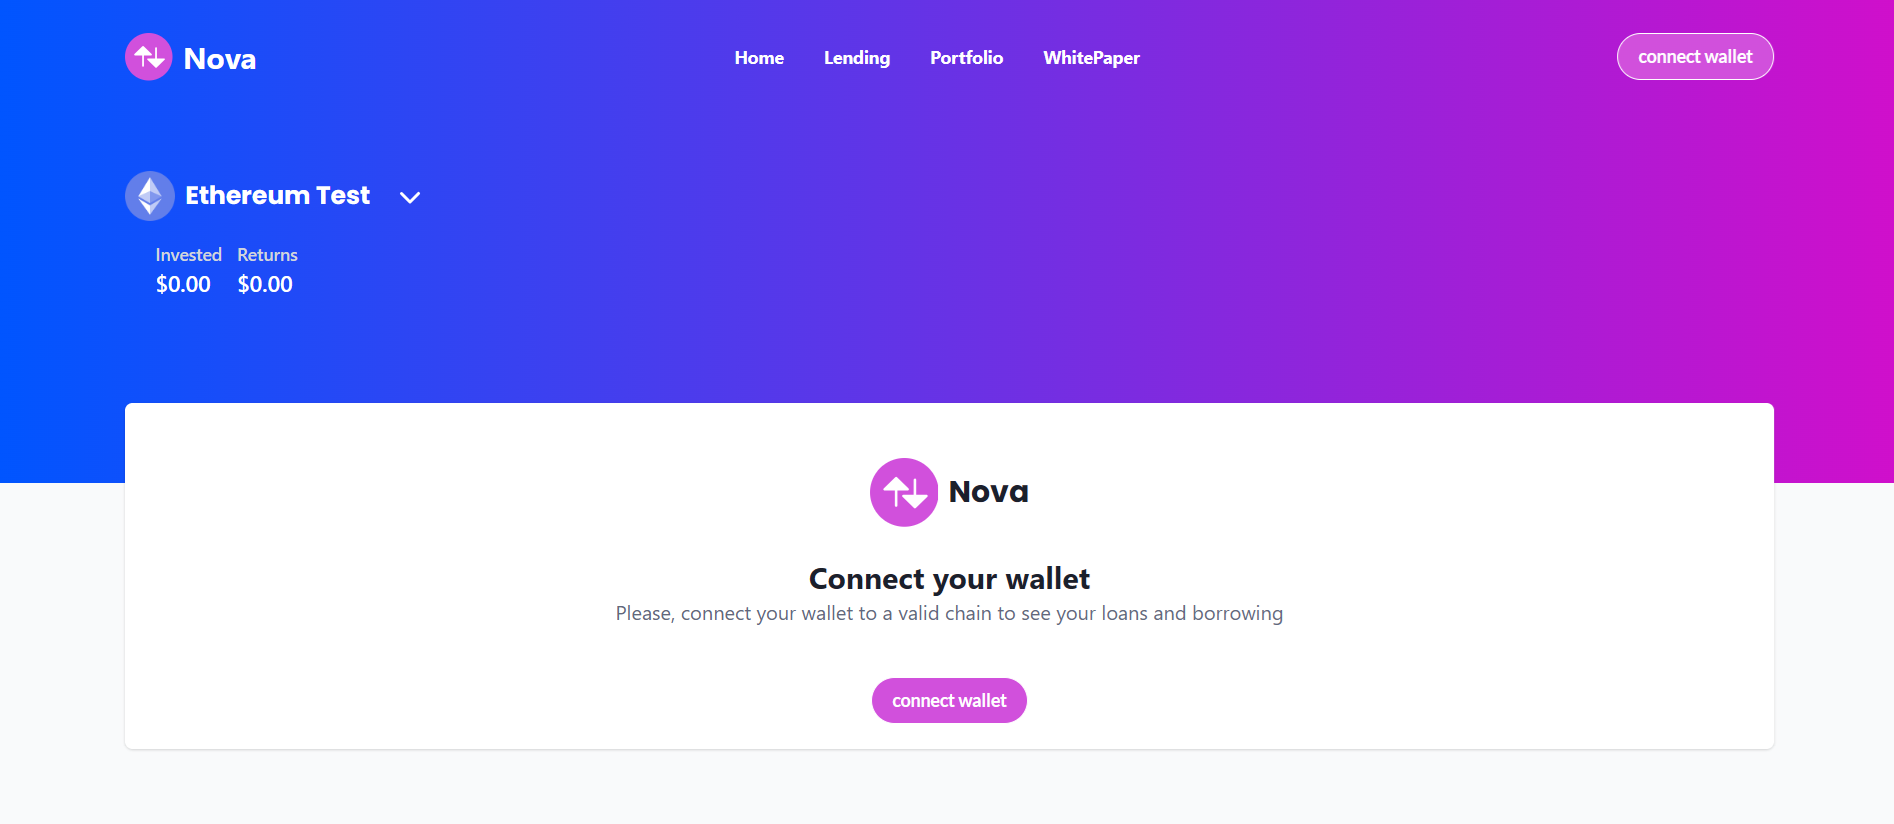 Nova
Home Lending Portfolio WhitePaper
connect wallet
Ethereum Test
Invested Returns
$0.00 $0.00
Nova
Connect your wallet
Please, connect your wallet to a valid chain to see your loans and borrowing
connect wallet